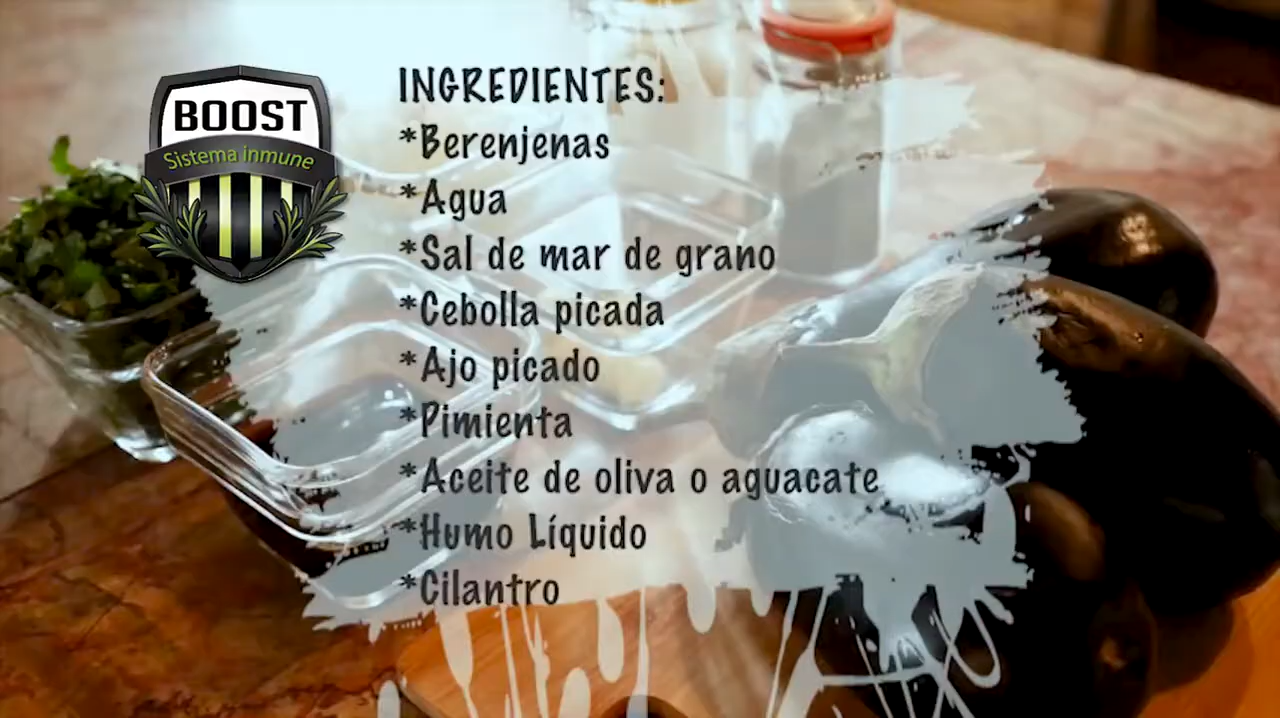 BOOST
Sistema inmune
INGREDIENTES:
*Berenjenas
*Agua
*Sal de mar de grano
*Cebolla picada
*Ajo picado
*Pimienta
*Aceite de oliva o aguacate
*Humo Líquido
*Cilantro